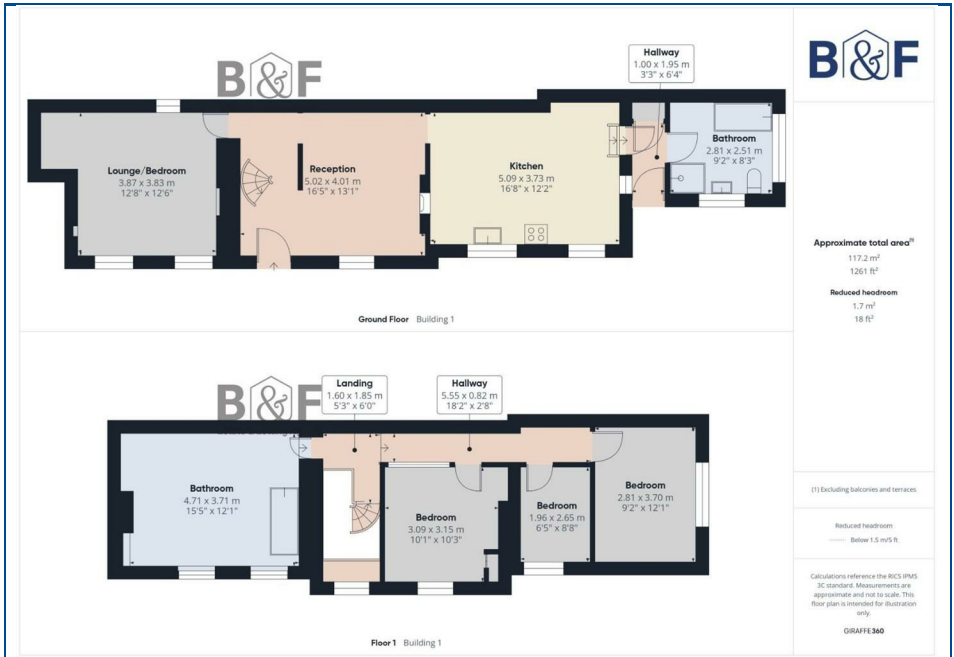 B&F
Hallway
1.00 x 1.95 m
3'3" x 6'4"
B&F
Lounge/Bedroom
3.87 x 3.83 m
12'8" x 12'6"
Reception
5.02 x 4.01 m
16'5" x 13'1"
Kitchen
5.09 x 3.73 m
16'8" x 12'2"
Bathroom
2.81 x 2.51 m
9'2" x 8'3"
Ground Floor Building 1
Approximate total area(1)
117.2 m²
1261 ft²
Reduced headroom
1.7 m²
18 ft²
B&F
Landing
1.60 x 1.85 m
5'3" x 6'0"
Hallway
5.55 x 0.82 m
18'2" x 2'8"
Bathroom
4.71 x 3.71 m
15'5" x 12'1"
Bedroom
3.09 x 3.15 m
10'1" x 10'3"
Bedroom
1.96 x 2.65 m
6'5" x 8'8"
Bedroom
2.81 x 3.70 m
9'2" x 12'1"
Floor 1 Building 1
(1) Excluding balconies and terraces
Reduced headroom
Below 1.5 m/5 ft
Calculations reference the RICS IPMS
3C standard. Measurements are
approximate and not to scale. This
floor plan is intended for illustration
only.
GIRAFFE360